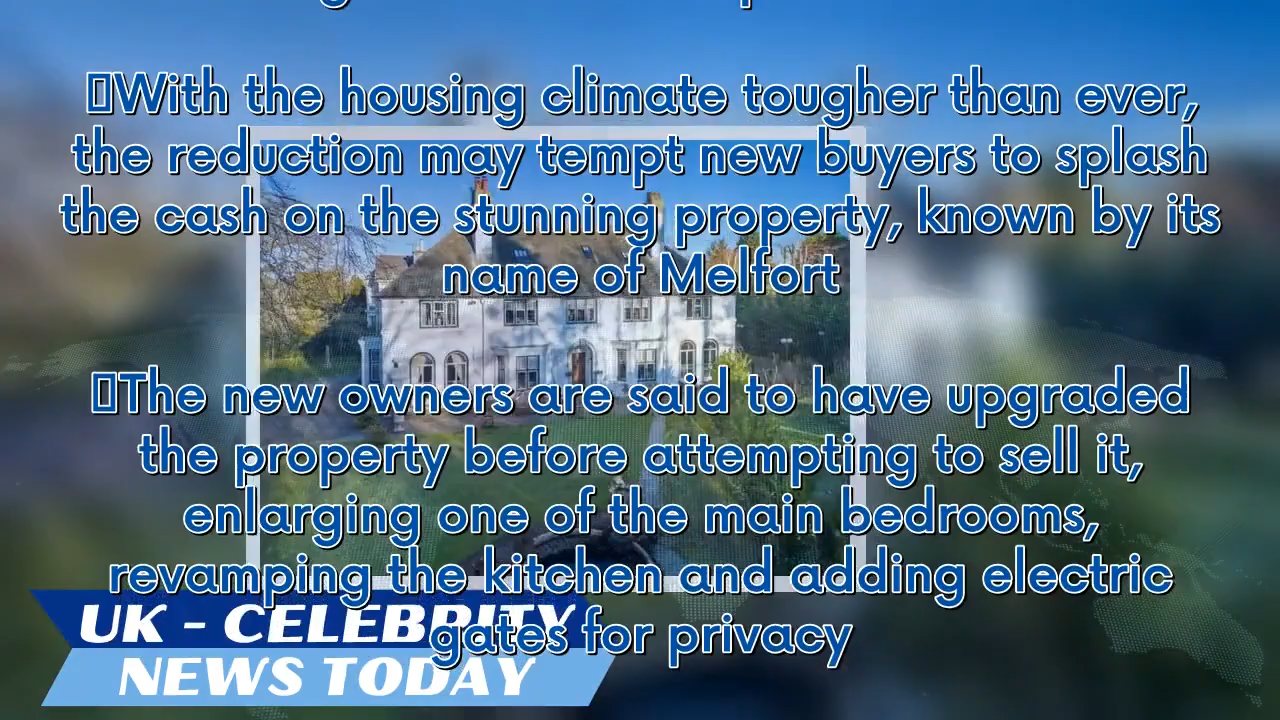 With the housing climate tougher than ever,
the reduction may tempt new buyers to splash
the cash on the stunning property, known by its
name of Melfort
The new owners are said to have upgraded
the property before attempting to sell it,
enlarging one of the main bedrooms,
revamping the kitchen and adding electric
gates for privacy
UK - CELEBRITY
NEWS TODAY